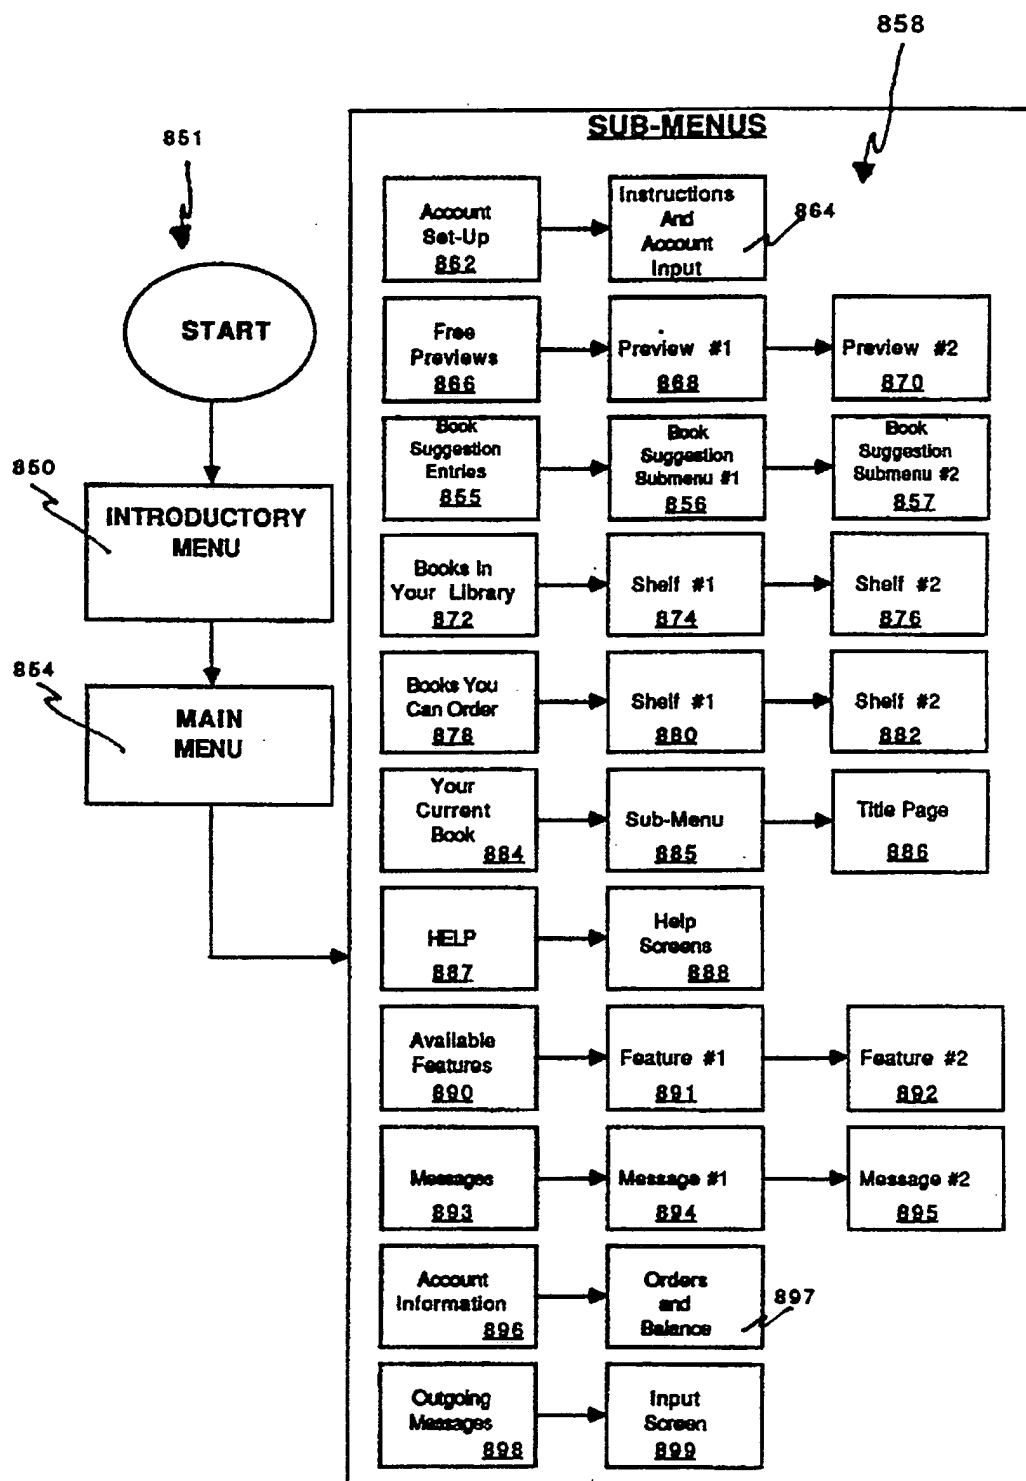 858
SUB-MENUS
851
START
850
INTRODUCTORY
MENU
854
MAIN
MENU
Account
Set-Up
862
Instructions
And
Account
Input
864
Free
Previews
866
Preview #1
868
Preview #2
870
Book
Suggestion
Entries
855
Book
Suggestion
Submenu #1
856
Book
Suggestion
Submenu #2
857
Books In
Your Library
872
Shelf #1
874
Shelf #2
876
Books You
Can Order
878
Shelf #1
880
Shelf #2
882
Your
Current
Book
884
Sub-Menu
885
Title Page
886
HELP
887
Help
Screens
888
Available
Features
890
Feature #1
891
Feature #2
892
Messages
893
Message #1
894
Message #2
895
Account
Information
896
Orders
and
Balance
897
Outgoing
Messages
898
Input
Screen
899